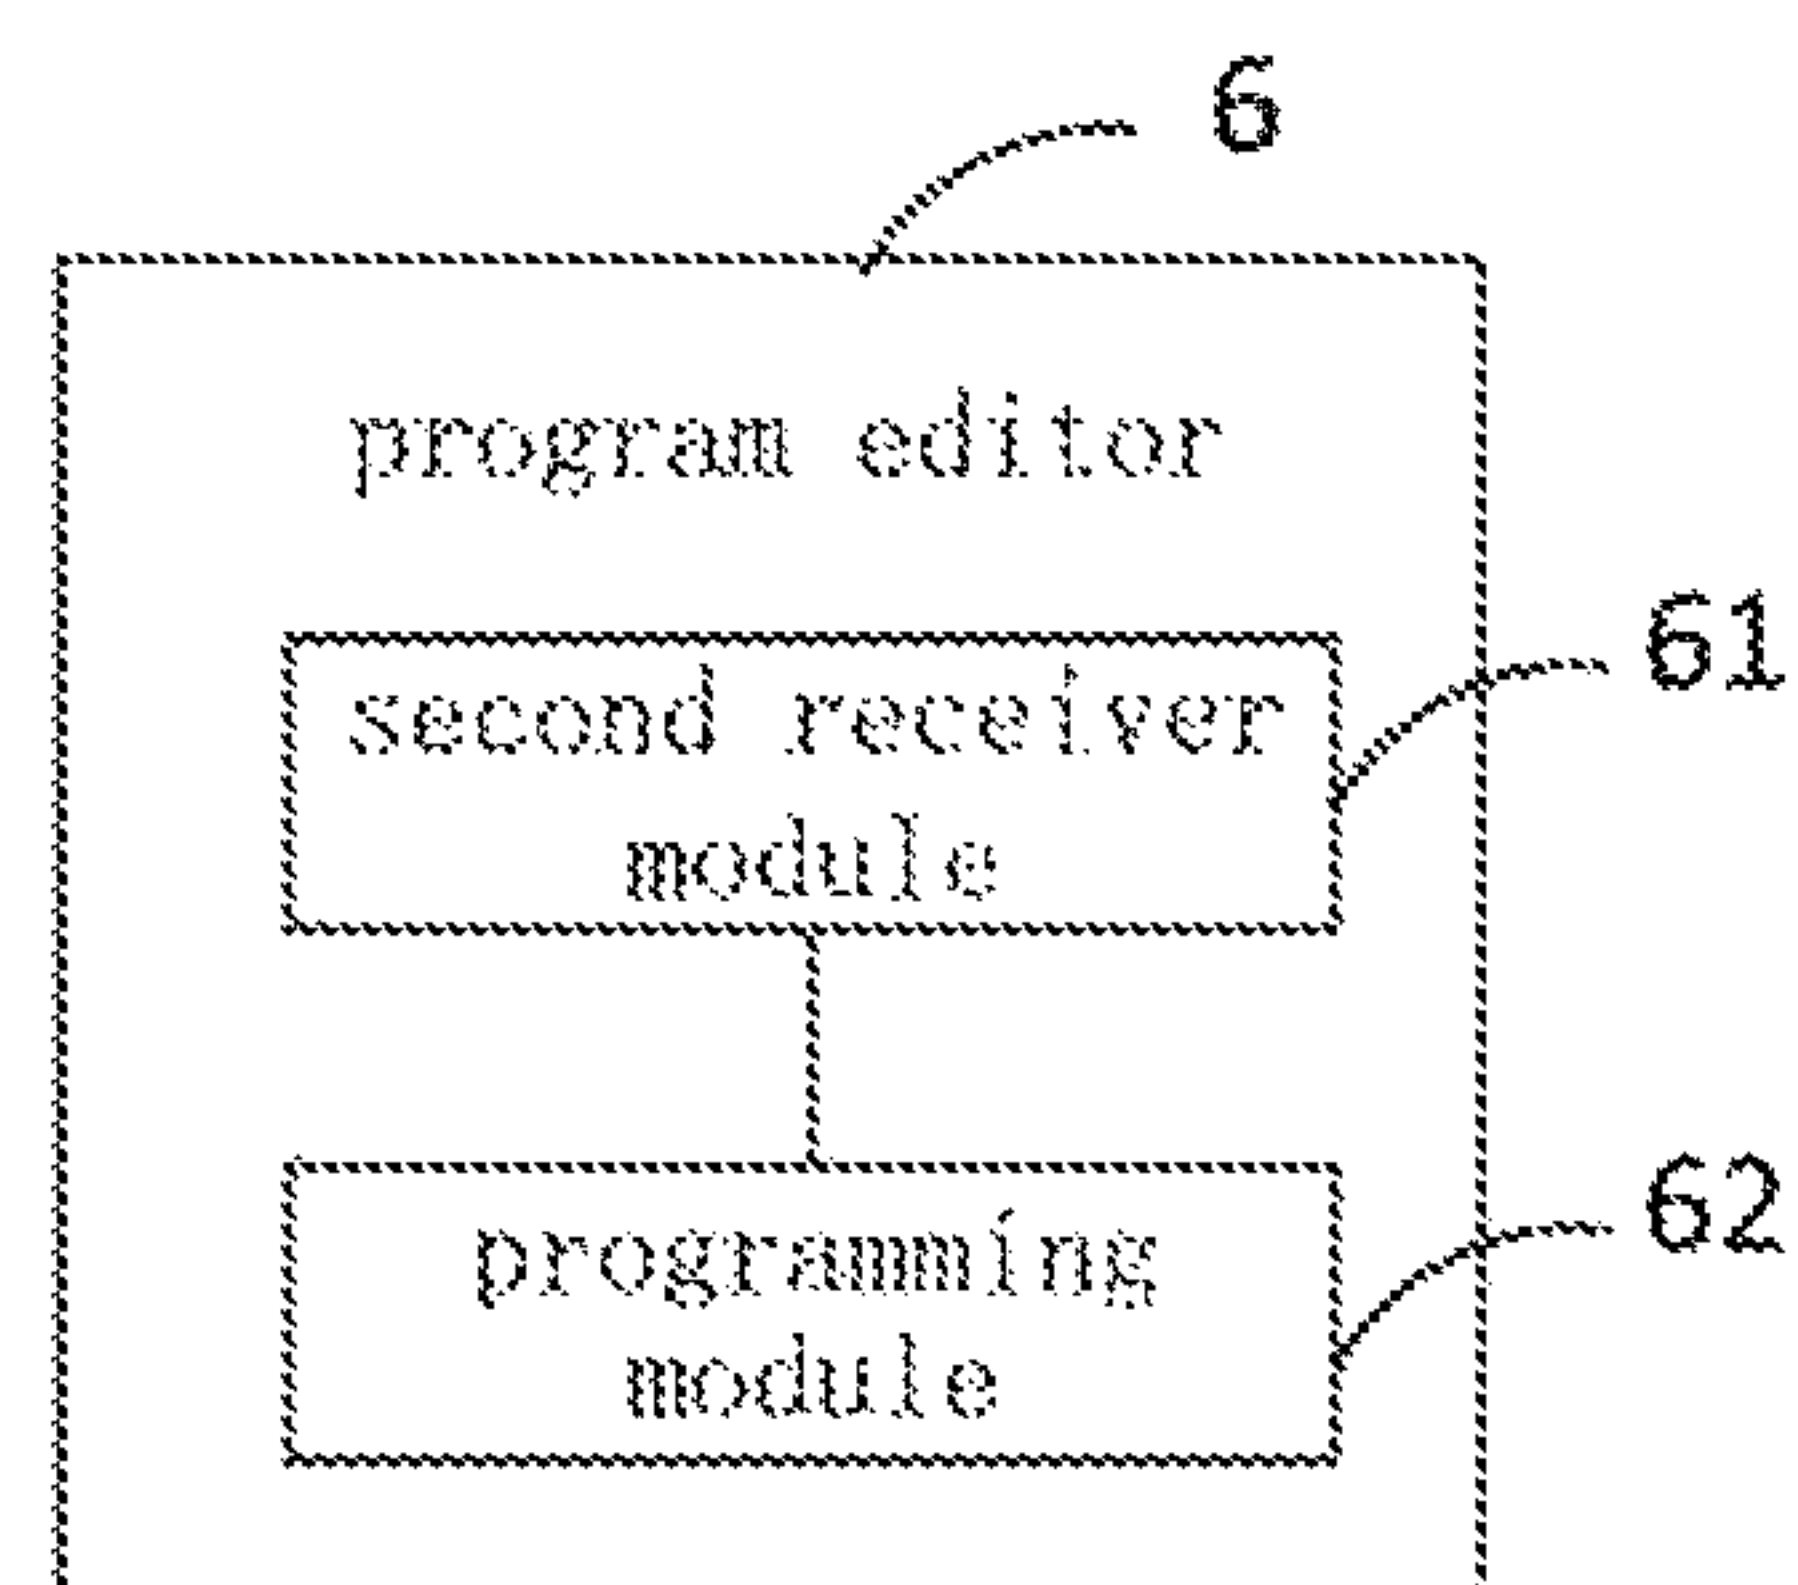 6
program editor
61
second receiver
module
62
programming
module